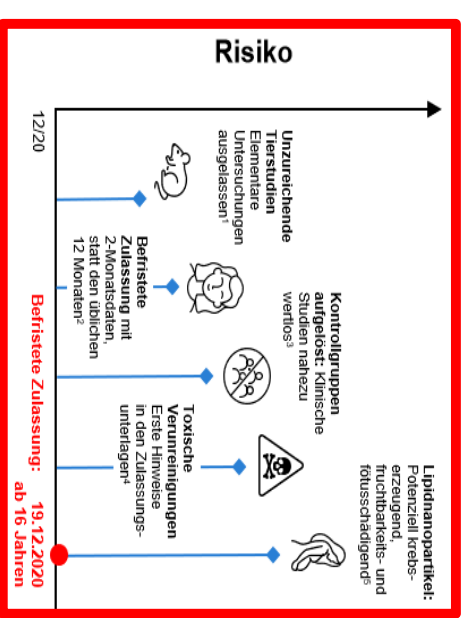 Risiko
12/20
Unzureichende
Tierstudien
Elementare
Untersuchungen
ausgelassen¹
Befristete
Zulassung mit
2-Monatsdaten,
statt den üblichen
12 Monaten²
Kontrollgruppen
aufgelöst: Klinische
Studien nahezu
wertlos³
Toxische
Verunreinigungen
Erste Hinweise
in den Zulassungs-
unterlagen⁴
Lipidnanopartikel:
Potenziell krebs-
erzeugend,
fruchtbarkeits- und
fötusschädigend⁵
Befristete Zulassung: 19.12.2020
ab 16 Jahren